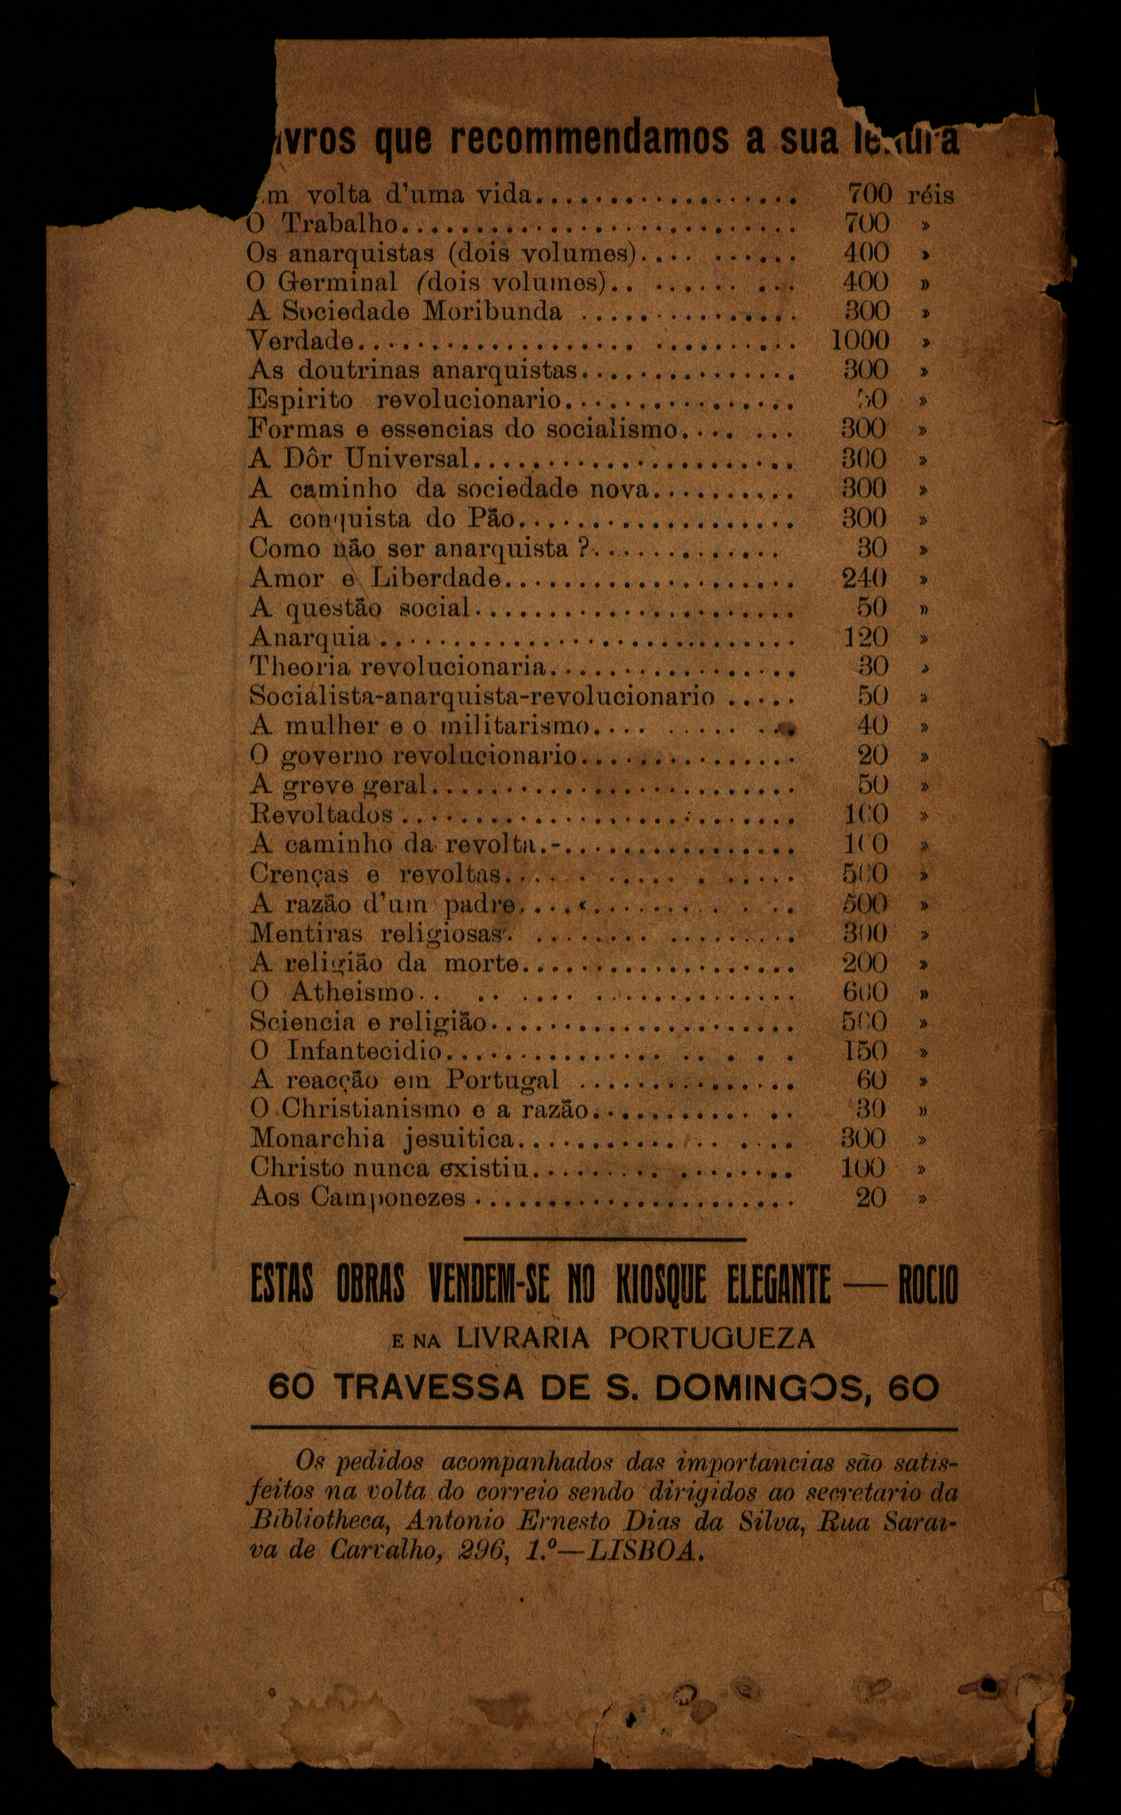 ivros que recommendamos a sua leitura
m volta d'uma vida.................. 700 réis
O Trabalho........................... 700 »
Os anarquistas (dois volumes).... ...... 400 »
O Germinal (dois volumes).. ...... ... 400 »
A Sociedade Moribunda ............... 300 »
Verdade................... .......... 1000 »
As doutrinas anarquistas............... 300 »
Espirito revolucionario................ 50 »
Formas e essencias do socialismo.... ... 300 »
A Dôr Universal...................... 300 »
A caminho da sociedade nova.......... 300 »
A conquista do Pão................... 300 »
Como não ser anarquista ?............. 30 »
Amor e Liberdade.................... 240 »
A questão social...................... 50 »
Anarquia ............................ 120 »
Theoria revolucionaria................. 30 »
Socialista-anarquista-revolucionario ..... 50 »
A mulher e o militarismo.... ...... ... 40 »
O governo revolucionario............... 20 »
A greve geral......................... 50 »
Revoltados ........................... 100 »
A caminho da revolta.-................ 100 »
Crenças e revoltas.... . ..... . ..... 500 »
A razão d'um padre................ . .. 500 »
Mentiras religiosas. ........ ......... 300 »
A religião da morte................... 200 »
O Atheismo.. .. .... .............. 600 »
Sciencia e religião..................... 500 »
O Infantecidio............... .. . . . 150 »
A reacção em Portugal ............... 60 »
O Christianismo e a razão........... .. 30 »
Monarchia jesuitica........... .. .... 300 »
Christo nunca existiu......... ........ 100 »
Aos Camponezes ...................... 20 »
ESTAS OBRAS VENDEM-SE NO KIOSQUE ELEGANTE — ROCIO
E NA LIVRARIA PORTUGUEZA
60 TRAVESSA DE S. DOMINGOS, 60
Os pedidos acompanhados das importancias são satis-
feitos na volta do correio sendo dirigidos ao secretario da
Bibliotheca, Antonio Ernesto Dias da Silva, Rua Sarai-
va de Carvalho, 296, 1.º—LISBOA.